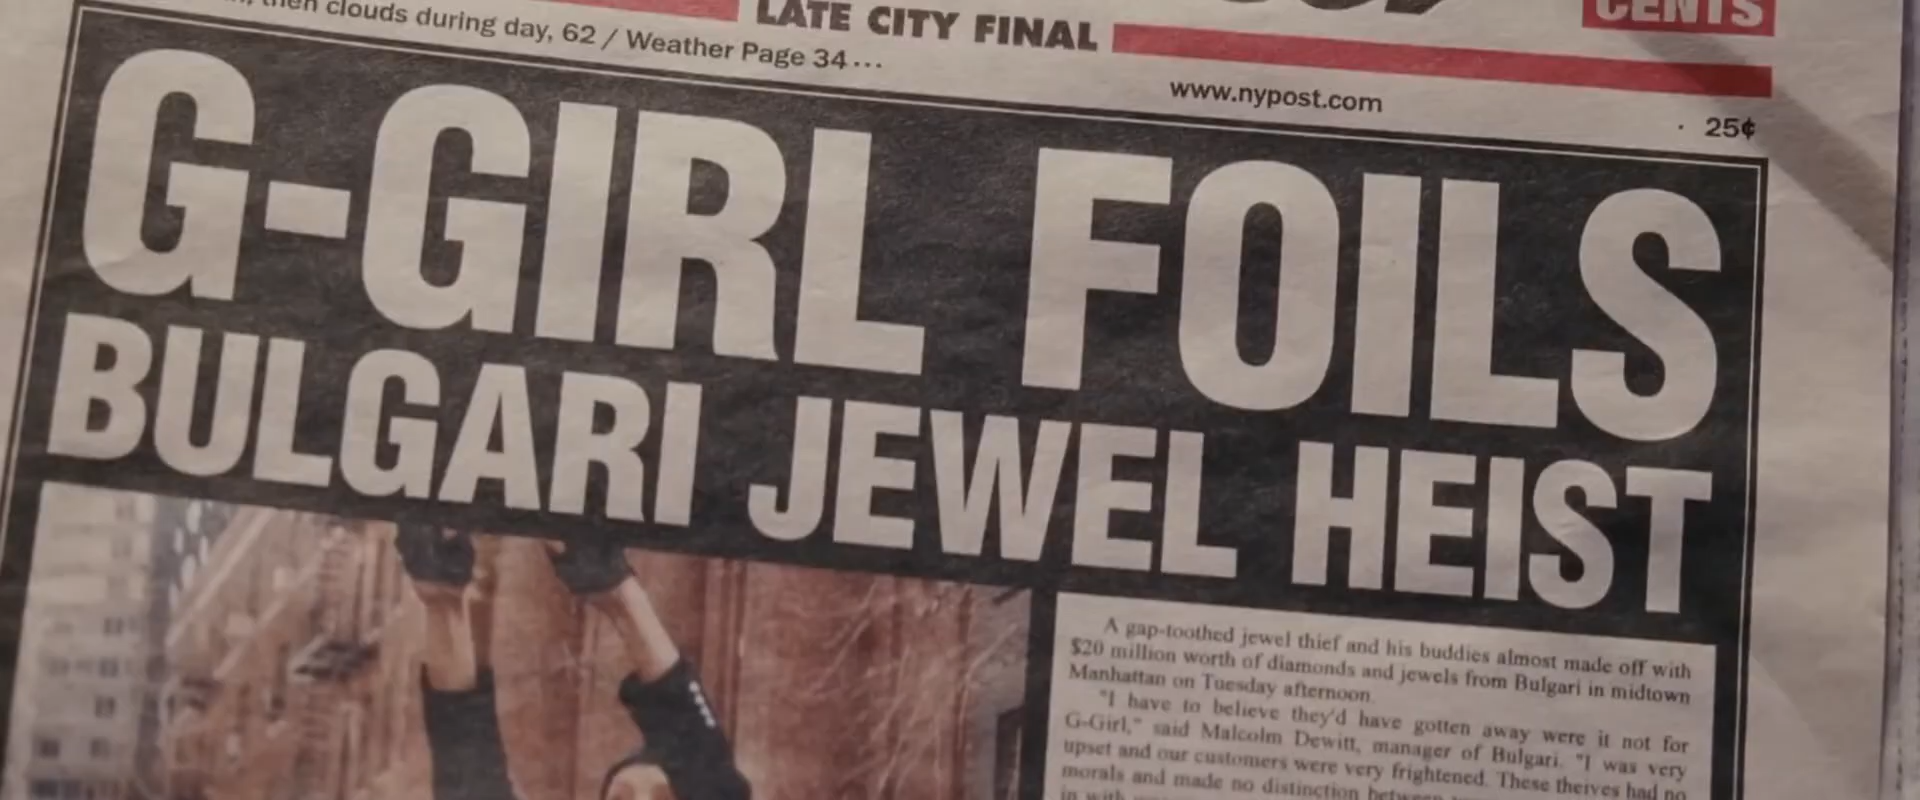 CENTS
LATE CITY FINAL
then clouds during day, 62 / Weather Page 34...
www.nypost.com
25¢
G-GIRL FOILS
BULGARI JEWEL HEIST
A gap-toothed jewel thief and his buddies almost made off with
$20 million worth of diamonds and jewels from Bulgari in midtown
Manhattan on Tuesday afternoon.
"I have to believe they'd have gotten away were it not for
G-Girl," said Malcolm Dewitt, manager of Bulgari. "I was very
upset and our customers were very frightened. These theives had no
morals and made no distinction between
in with